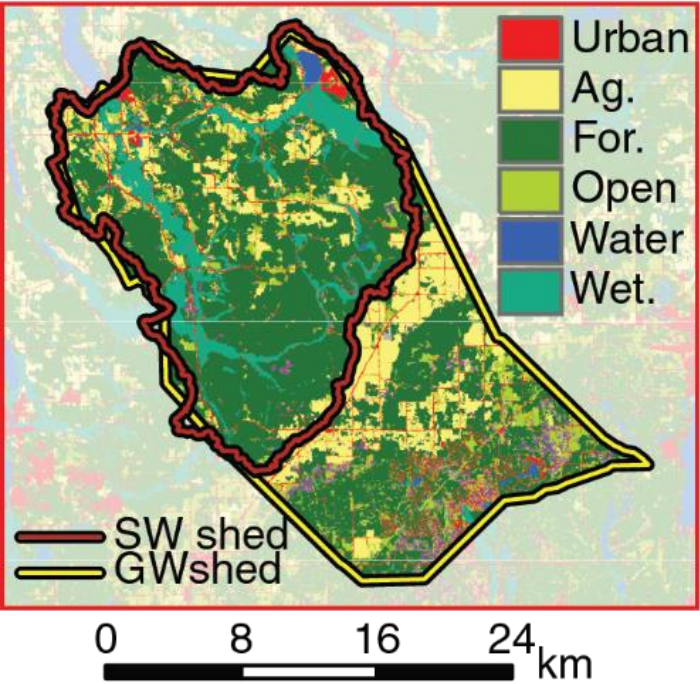 Urban
Ag.
For.
Open
Water
Wet.
SW shed
GWshed
0 8 16 24 km